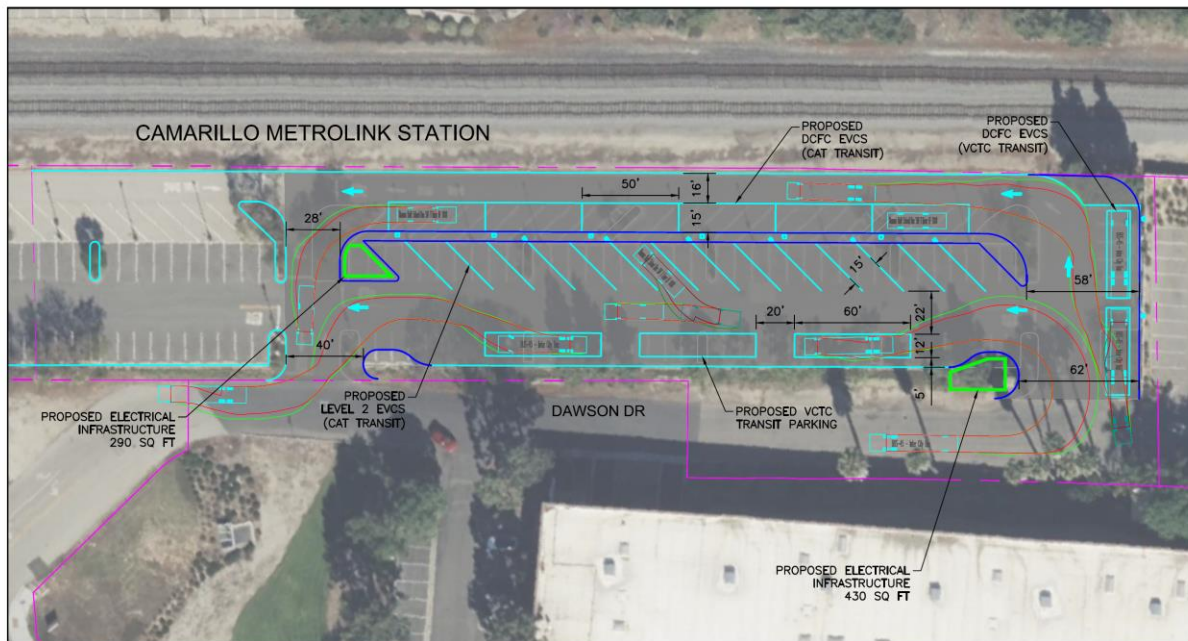 CAMARILLO METROLINK STATION
PROPOSED
DCFC EVCS
(CAT TRANSIT)
PROPOSED
DCFC EVCS
(VCTC TRANSIT)
50'
16'
28'
15'
15'
58'
22'
20'
60'
12'
40'
5'
62'
PROPOSED ELECTRICAL
INFRASTRUCTURE
290 SQ FT
PROPOSED
LEVEL 2 EVCS
(CAT TRANSIT)
DAWSON DR
PROPOSED VCTC
TRANSIT PARKING
PROPOSED ELECTRICAL
INFRASTRUCTURE
430 SQ FT